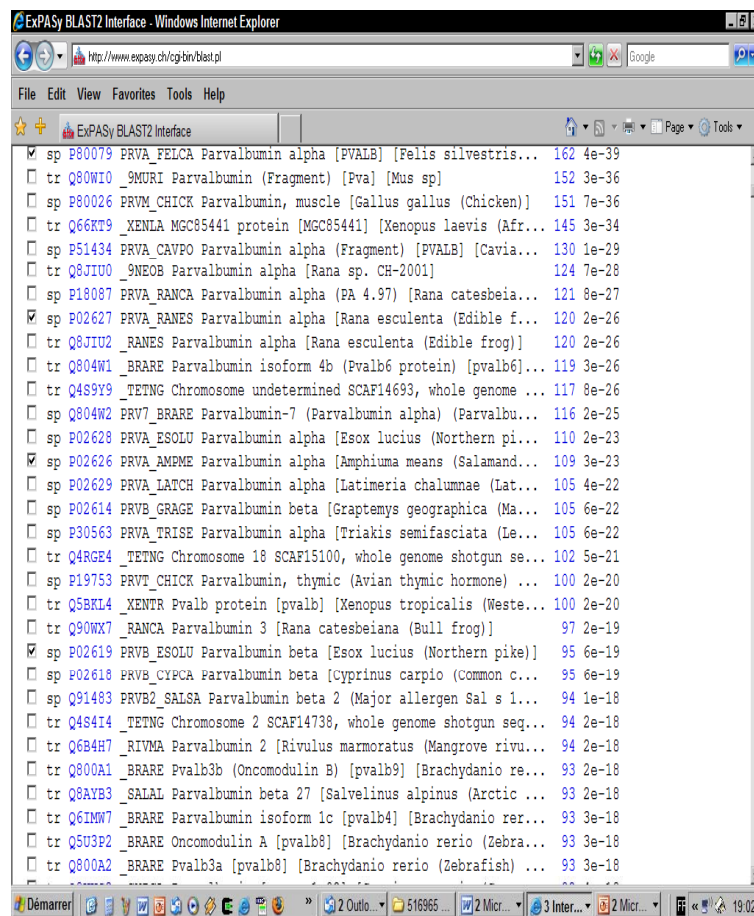 ExPASy BLAST2 Interface - Windows Internet Explorer
http://www.expasy.ch/cgi-bin/blast.pl Google
File Edit View Favorites Tools Help
ExPASy BLAST2 Interface Page Tools
sp P80079 PRVA_FELCA Parvalbumin alpha [PVALB] [Felis silvestris... 162 4e-39
tr Q80WI0 _9MURI Parvalbumin (Fragment) [Pva] [Mus sp] 152 3e-36
sp P80026 PRVM_CHICK Parvalbumin, muscle [Gallus gallus (Chicken)] 151 7e-36
tr Q66KT9 _XENLA MGC85441 protein [MGC85441] [Xenopus laevis (Afr... 145 3e-34
sp P51434 PRVA_CAVPO Parvalbumin alpha (Fragment) [PVALB] [Cavia... 130 1e-29
tr Q8JIU0 _9NEOB Parvalbumin alpha [Rana sp. CH-2001] 124 7e-28
sp P18087 PRVA_RANCA Parvalbumin alpha (PA 4.97) [Rana catesbeia... 121 8e-27
sp P02627 PRVA_RANES Parvalbumin alpha [Rana esculenta (Edible f... 120 2e-26
tr Q8JIU2 _RANES Parvalbumin alpha [Rana esculenta (Edible frog)] 120 2e-26
tr Q804W1 _BRARE Parvalbumin isoform 4b (Pvalb6 protein) [pvalb6]... 119 3e-26
tr Q4S9Y9 _TETNG Chromosome undetermined SCAF14693, whole genome ... 117 8e-26
sp Q804W2 PRV7_BRARE Parvalbumin-7 (Parvalbumin alpha) (Parvalbu... 116 2e-25
sp P02628 PRVA_ESOLU Parvalbumin alpha [Esox lucius (Northern pi... 110 2e-23
sp P02626 PRVA_AMPME Parvalbumin alpha [Amphiuma means (Salamand... 109 3e-23
sp P02629 PRVA_LATCH Parvalbumin alpha [Latimeria chalumnae (Lat... 105 4e-22
sp P02614 PRVB_GRAGE Parvalbumin beta [Graptemys geographica (Ma... 105 6e-22
sp P30563 PRVA_TRISE Parvalbumin alpha [Triakis semifasciata (Le... 105 6e-22
tr Q4RGE4 _TETNG Chromosome 18 SCAF15100, whole genome shotgun se... 102 5e-21
sp P19753 PRVT_CHICK Parvalbumin, thymic (Avian thymic hormone) ... 100 2e-20
tr Q5BKL4 _XENTR Pvalb protein [pvalb] [Xenopus tropicalis (Weste... 100 2e-20
tr Q90WX7 _RANCA Parvalbumin 3 [Rana catesbeiana (Bull frog)] 97 2e-19
sp P02619 PRVB_ESOLU Parvalbumin beta [Esox lucius (Northern pike)] 95 6e-19
sp P02618 PRVB_CYPCA Parvalbumin beta [Cyprinus carpio (Common c... 95 6e-19
sp Q91483 PRVB2_SALSA Parvalbumin beta 2 (Major allergen Sal s 1... 94 1e-18
tr Q4S4I4 _TETNG Chromosome 2 SCAF14738, whole genome shotgun seq... 94 2e-18
tr Q6B4H7 _RIVMA Parvalbumin 2 [Rivulus marmoratus (Mangrove rivu... 94 2e-18
tr Q800A1 _BRARE Pvalb3b (Oncomodulin B) [pvalb9] [Brachydanio re... 93 2e-18
tr Q8AYB3 _SALAL Parvalbumin beta 27 [Salvelinus alpinus (Arctic ... 93 2e-18
tr Q6IMW7 _BRARE Parvalbumin isoform 1c [pvalb4] [Brachydanio rer... 93 3e-18
tr Q5U3P2 _BRARE Oncomodulin A [pvalb8] [Brachydanio rerio (Zebra... 93 3e-18
tr Q800A2 _BRARE Pvalb3a [pvalb8] [Brachydanio rerio (Zebrafish) ... 93 3e-18
Démarrer » 2 Outlo... 516965 ... 2 Micr... 3 Inter... 2 Micr... « 19:02